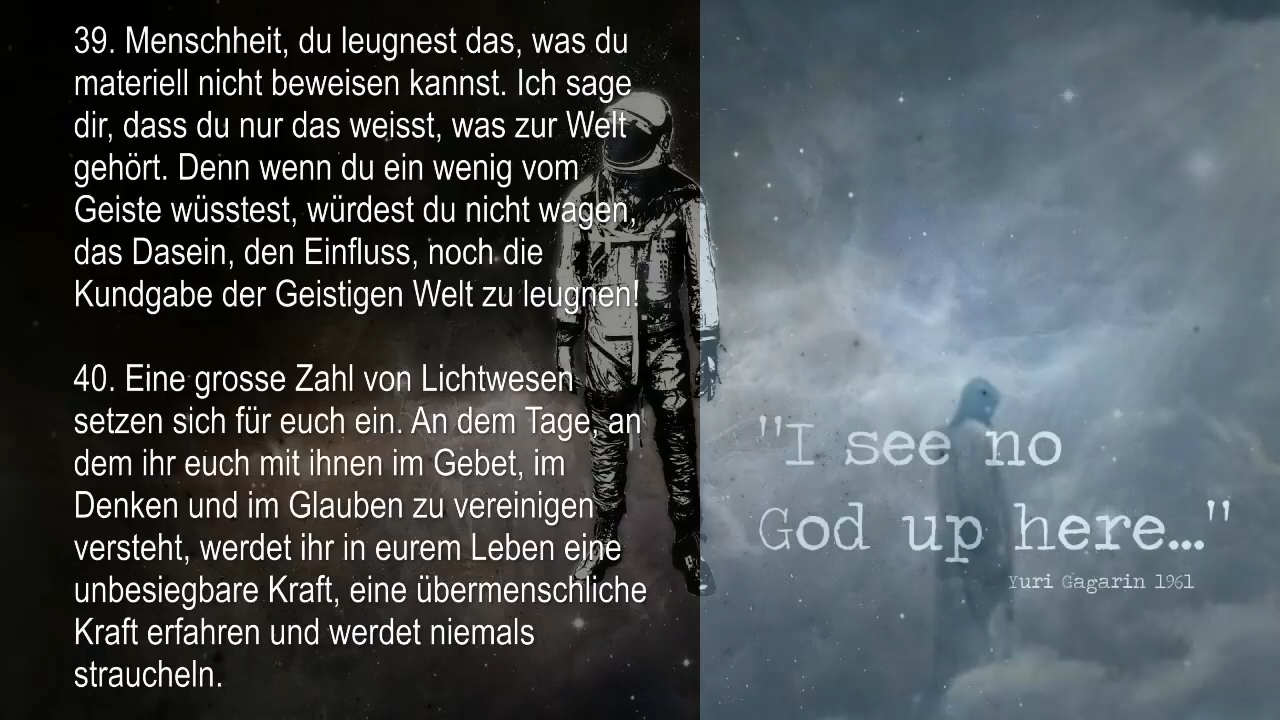 39. Menschheit, du leugnest das, was du
materiell nicht beweisen kannst. Ich sage
dir, dass du nur das weisst, was zur Welt
gehört. Denn wenn du ein wenig vom
Geiste wüsstest, würdest du nicht wagen,
das Dasein, den Einfluss, noch die
Kundgabe der Geistigen Welt zu leugnen!
40. Eine grosse Zahl von Lichtwesen
setzen sich für euch ein. An dem Tage, an
dem ihr euch mit ihnen im Gebet, im
Denken und im Glauben zu vereinigen
versteht, werdet ihr in eurem Leben eine
unbesiegbare Kraft, eine übermenschliche
Kraft erfahren und werdet niemals
straucheln.
"I see no
God up here..."
Yuri Gagarin 1961